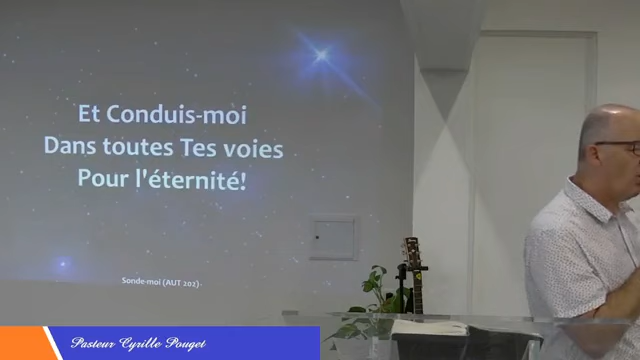 Et Conduis-moi
Dans toutes Tes voies
Pour l'éternité!
Sonde-moi (AUT 202)
Pasteur Cyrille Pouget